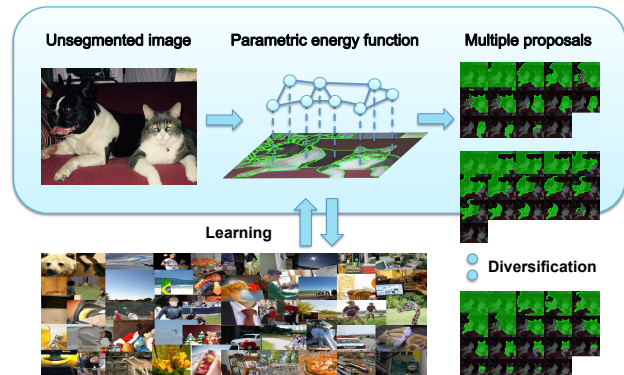 Unsegmented image
Parametric energy function
Multiple proposals
Learning
Diversification